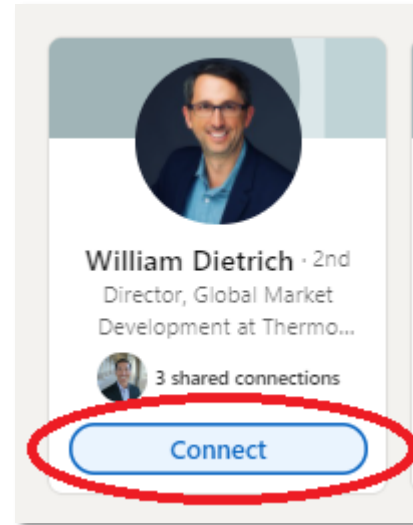 William Dietrich · 2nd
Director, Global Market
Development at Thermo...
3 shared connections
Connect